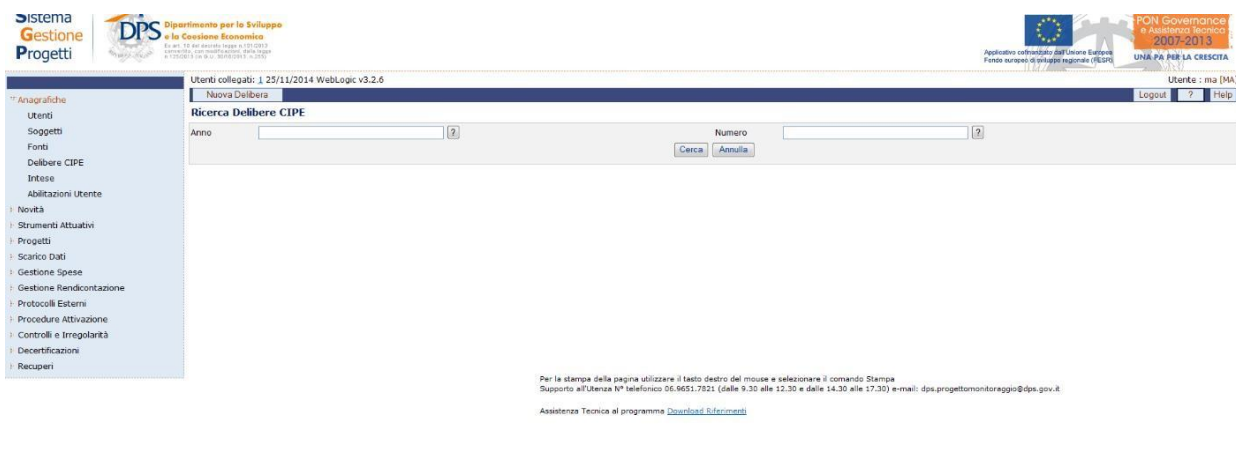 Sistema
Gestione
Progetti
DPS
Dipartimento per lo Sviluppo
e la Coesione Economica
Applicativo cofinanziato dall'Unione Europea
Fondo europeo di sviluppo regionale (FESR)
PON Governance
e Assistenza Tecnica
2007-2013
UNA PA PER LA CRESCITA
Utenti collegati: 1 25/11/2014 WebLogic v3.2.6
Utente : ma [MA]
Nuova Delibera
Logout
?
Help
Anagrafiche
Utenti
Soggetti
Fonti
Delibere CIPE
Intese
Abilitazioni Utente
Novità
Strumenti Attuativi
Progetti
Scarico Dati
Gestione Spese
Gestione Rendicontazione
Protocolli Esterni
Procedure Attivazione
Controlli e Irregolarità
Decertificazioni
Recuperi
Ricerca Delibere CIPE
Anno
?
Numero
?
Cerca
Annulla
Per la stampa della pagina utilizzare il tasto destro del mouse e selezionare il comando Stampa
Supporto all'Utenza N° telefonico 06.9651.7821 (dalle 9.30 alle 12.30 e dalle 14.30 alle 17.30) e-mail: dps.progettomonitoraggio@dps.gov.it
Assistenza Tecnica al programma Download Riferimenti